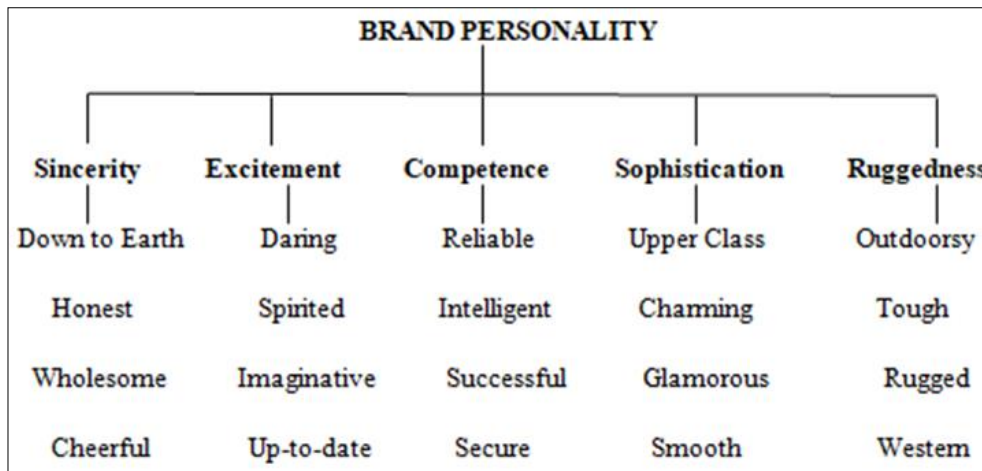 BRAND PERSONALITY
Sincerity Excitement Competence Sophistication Ruggedness
Down to Earth Daring Reliable Upper Class Outdoorsy
Honest Spirited Intelligent Charming Tough
Wholesome Imaginative Successful Glamorous Rugged
Cheerful Up-to-date Secure Smooth Western